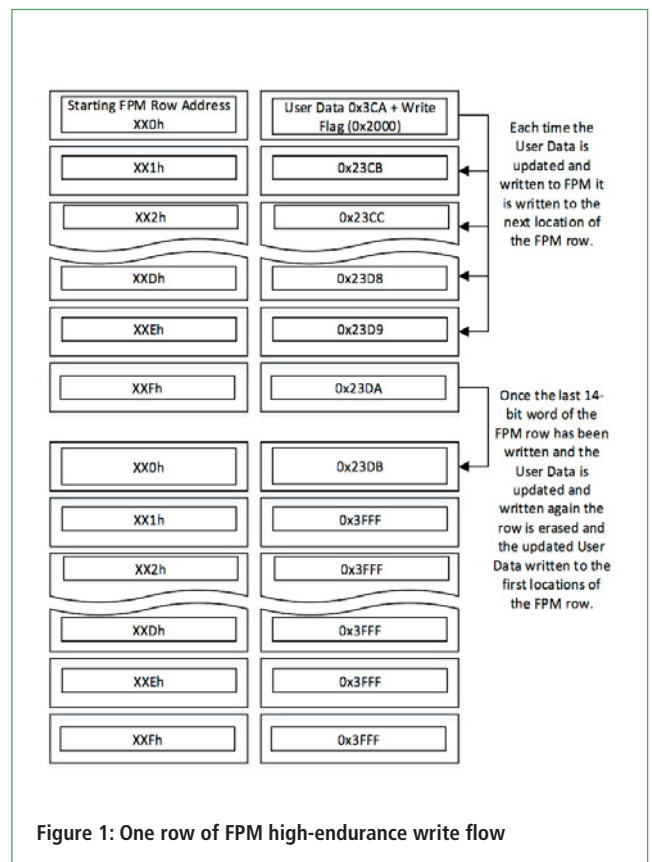 Starting FPM Row Address
XX0h
User Data 0x3CA + Write
Flag (0x2000)
XX1h
0x23CB
XX2h
0x23CC
XXDh
0x23D8
XXEh
0x23D9
XXFh
0x23DA
Each time the
User Data is
updated and
written to FPM it
is written to the
next location of
the FPM row.
XX0h
0x23DB
XX1h
0x3FFF
XX2h
0x3FFF
XXDh
0x3FFF
XXEh
0x3FFF
XXFh
0x3FFF
Once the last 14-
bit word of the
FPM row has been
written and the
User Data is
updated and
written again the
row is erased and
the updated User
Data written to the
first locations of
the FPM row.
Figure 1: One row of FPM high-endurance write flow